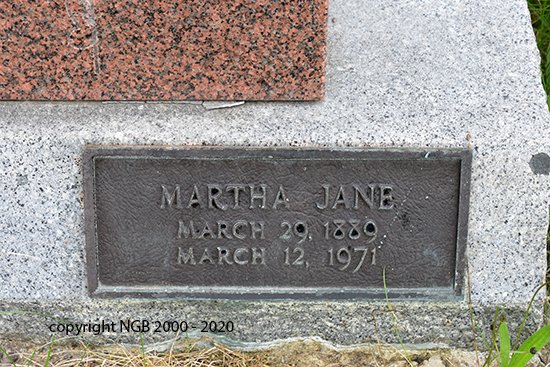 MARTHA JANE
MARCH 29, 1889
MARCH 12, 1971
copyright NGB 2000 - 2020